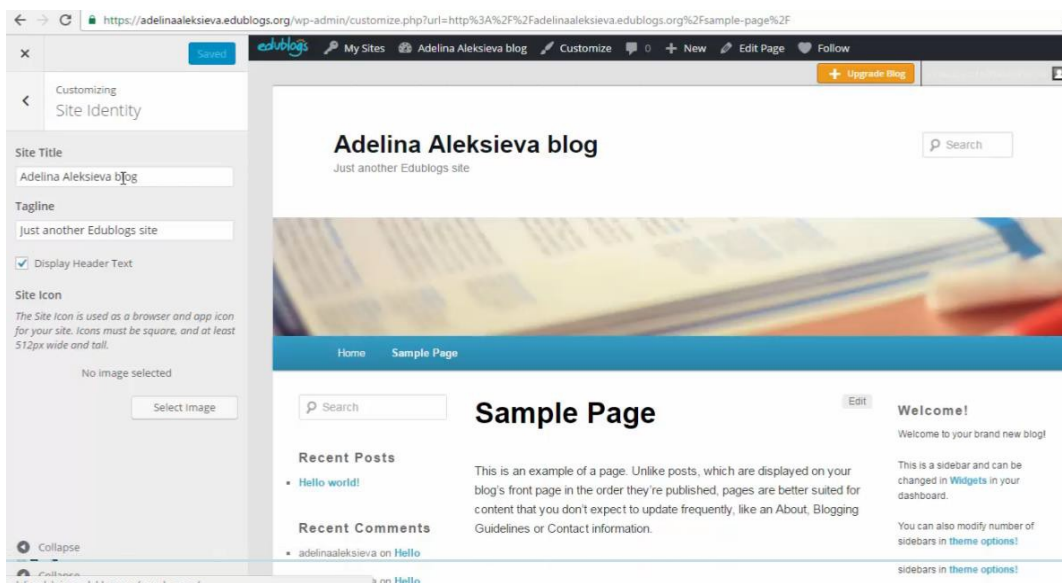 https://adelinaaleksieva.edublogs.org/wp-admin/customize.php?url=http%3A%2F%2Fadelinaaleksieva.edublogs.org%2Fsample-page%2F
Saved
edublogs My Sites Adelina Aleksieva blog Customize 0 New Edit Page Follow
Upgrade Blog
Customizing
Site Identity
Site Title
Adelina Aleksieva blog
Tagline
Just another Edublogs site
Display Header Text
Site Icon
The Site Icon is used as a browser and app icon
for your site. Icons must be square, and at least
512px wide and tall.
No image selected
Select Image
Collapse
Collapse
Adelina Aleksieva blog
Just another Edublogs site
Search
Home Sample Page
Search
Recent Posts
Hello world!
Recent Comments
adelinaaleksieva on Hello
on Hello
Sample Page
Edit
This is an example of a page. Unlike posts, which are displayed on your
blog's front page in the order they're published, pages are better suited for
content that you don't expect to update frequently, like an About, Blogging
Guidelines or Contact information.
Welcome!
Welcome to your brand new blog!
This is a sidebar and can be
changed in Widgets in your
dashboard.
You can also modify number of
sidebars in theme options!
sidebars in theme options!